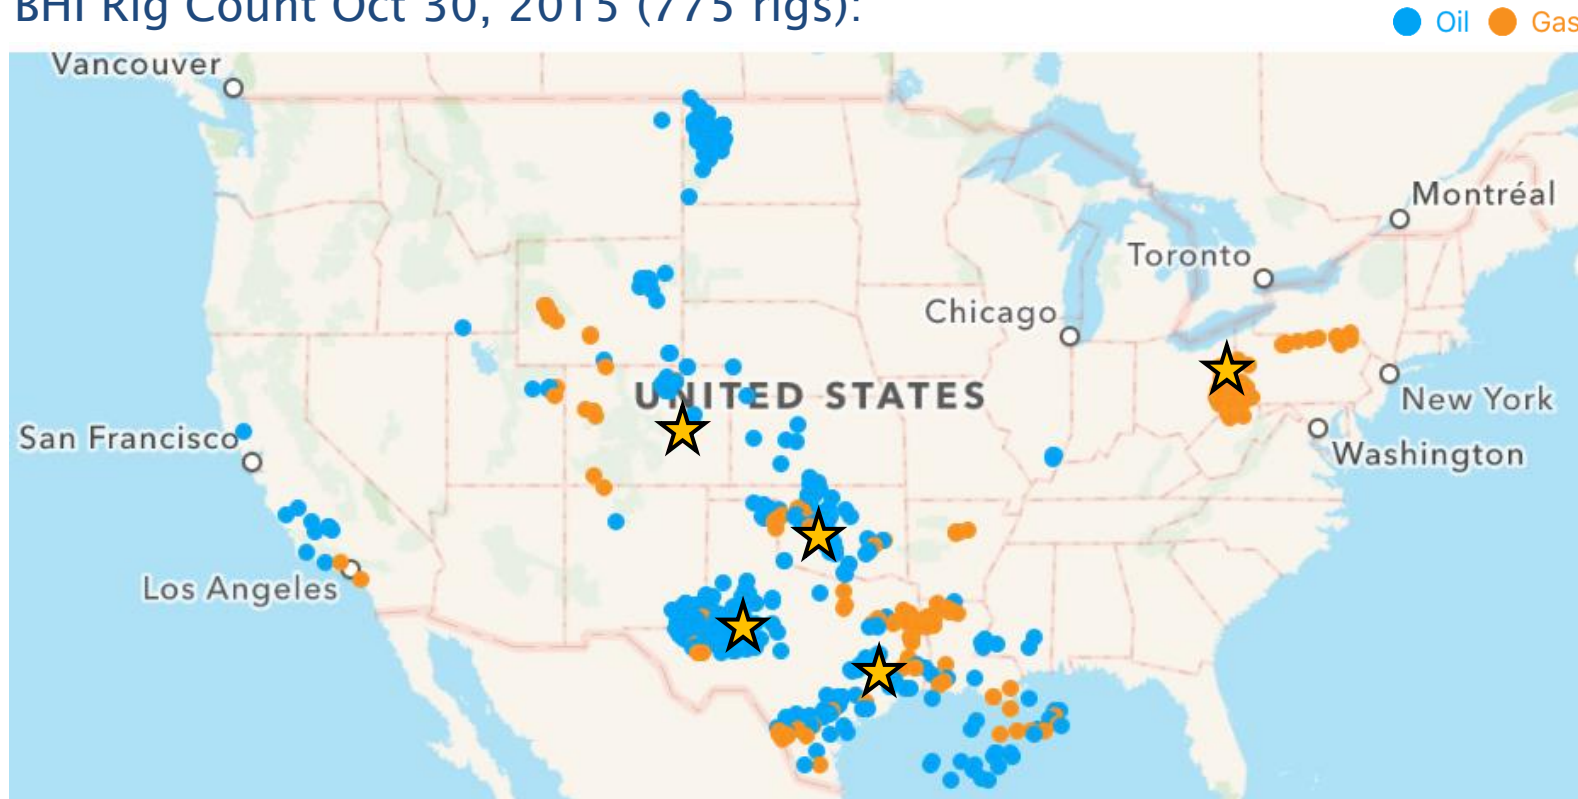 BHI Rig Count Oct 30, 2015 (775 rigs):
Oil Gas
Vancouver
Montréal
Toronto
Chicago
UNITED STATES
New York
San Francisco
Washington
Los Angeles